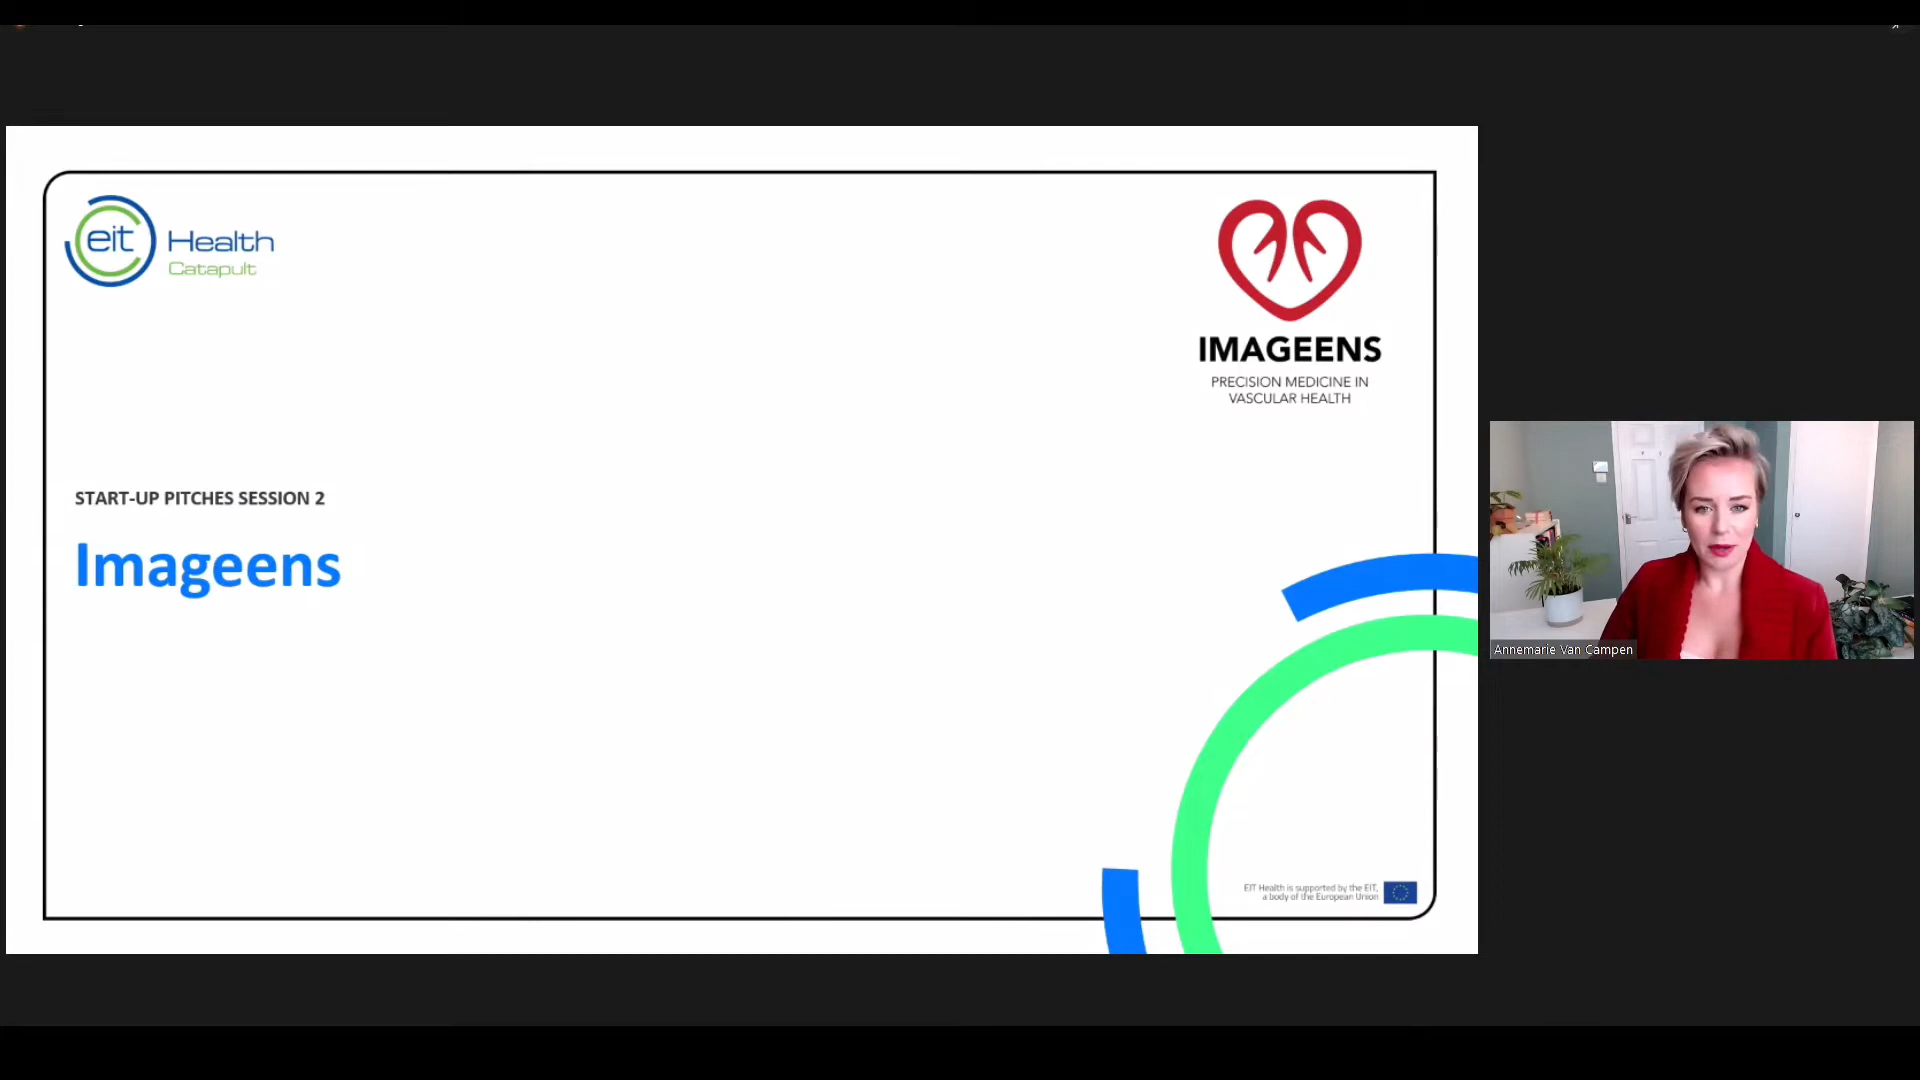 eit Health
Catapult
IMAGEENS
PRECISION MEDICINE IN
VASCULAR HEALTH
START-UP PITCHES SESSION 2
Imageens
EIT Health is supported by the EIT,
a body of the European Union
Annemarie Van Campen